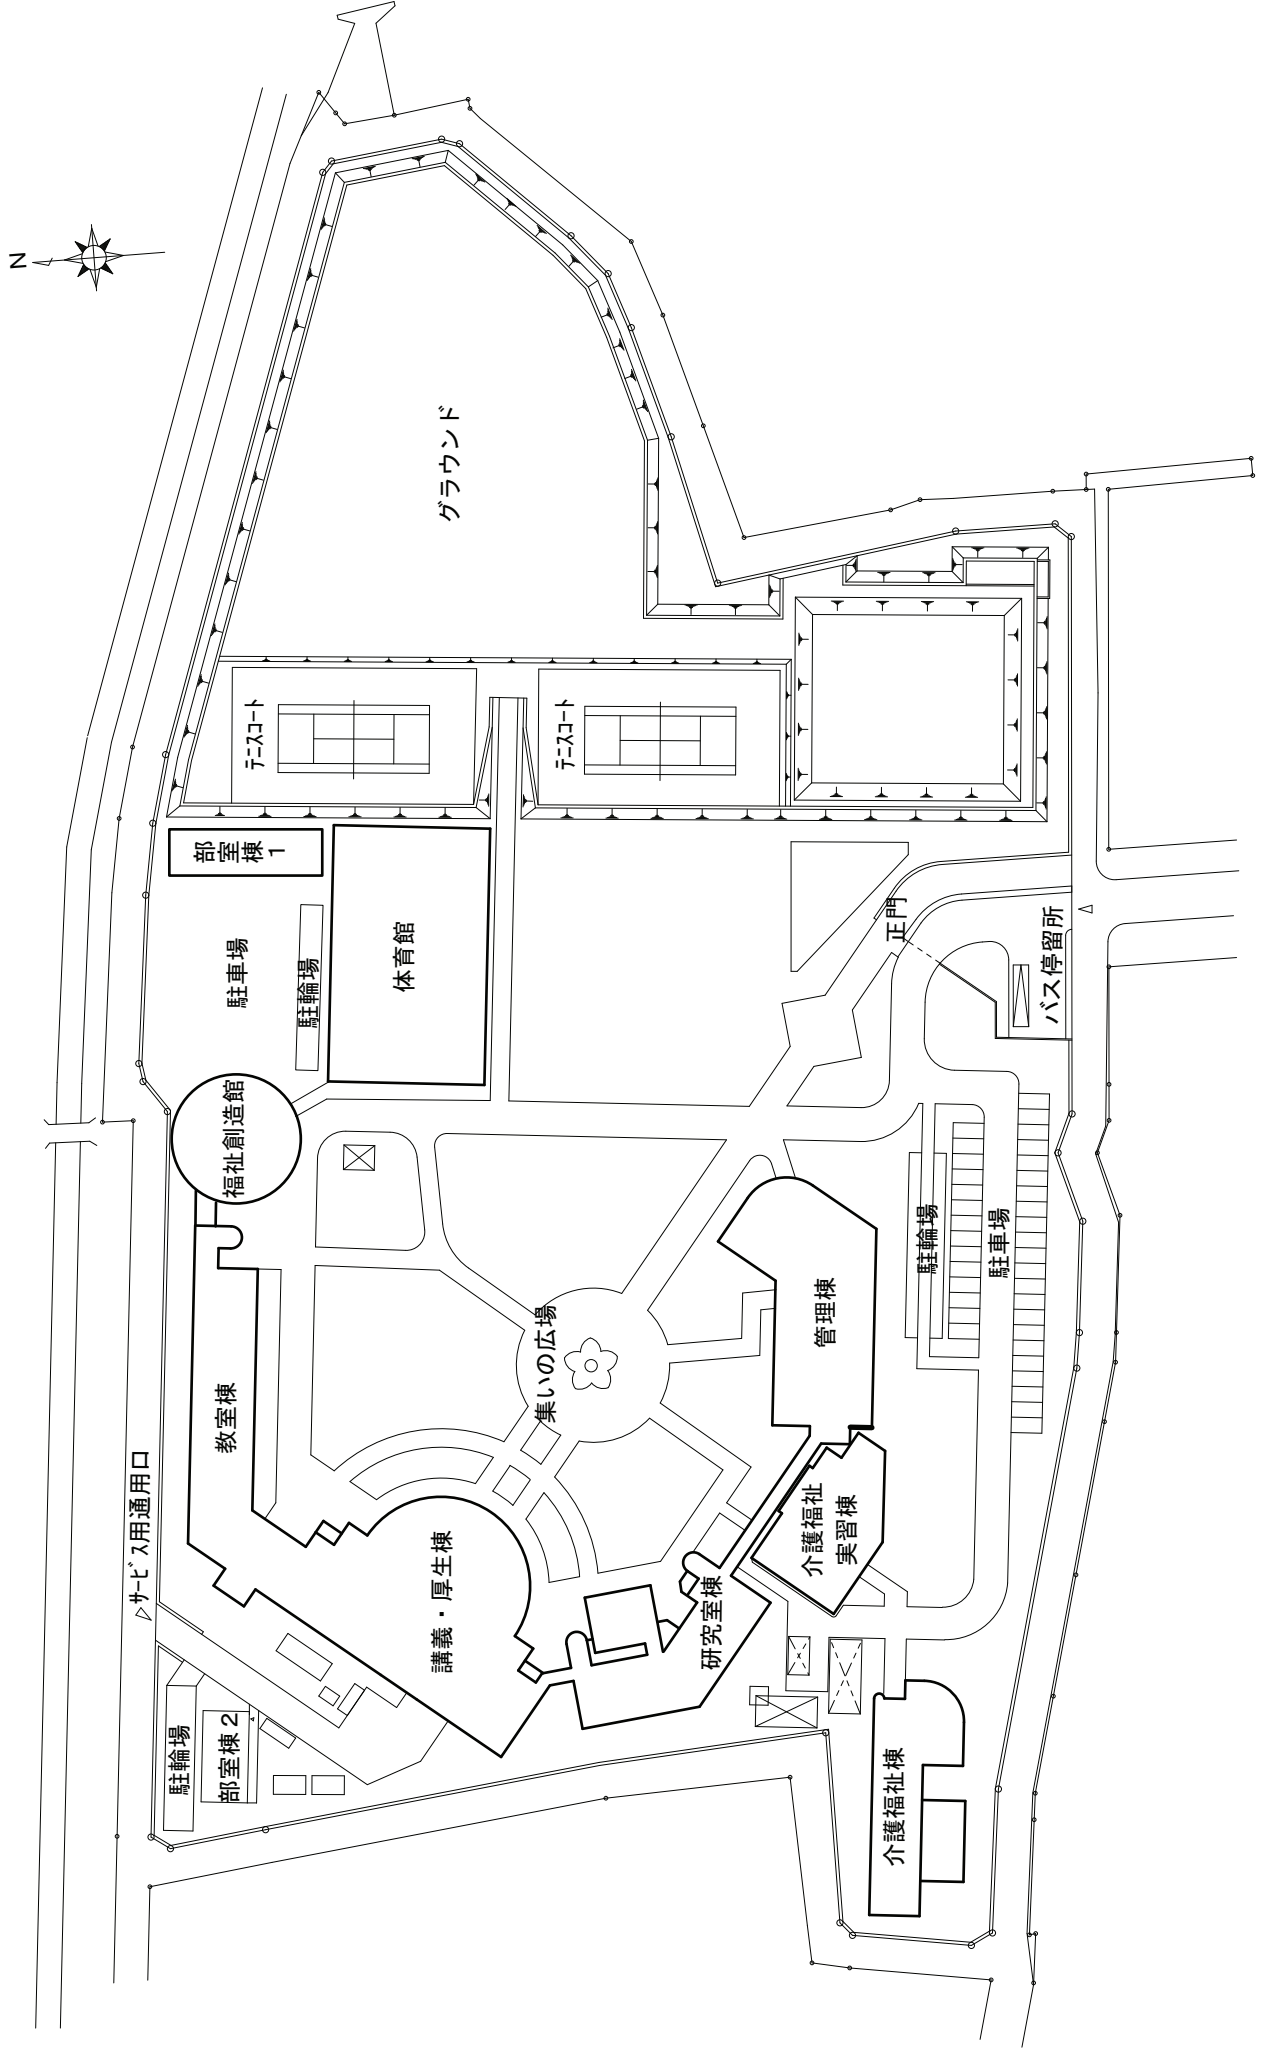 N
グラウンド
テニスコート
テニスコート
部室棟1
駐車場
駐輪場
体育館
正門
バス停留所
福祉創造館
教室棟
集いの広場
管理棟
駐輪場
駐車場
サービス用通用口
講義・厚生棟
研究室棟
介護福祉
実習棟
駐輪場
部室棟2
介護福祉棟